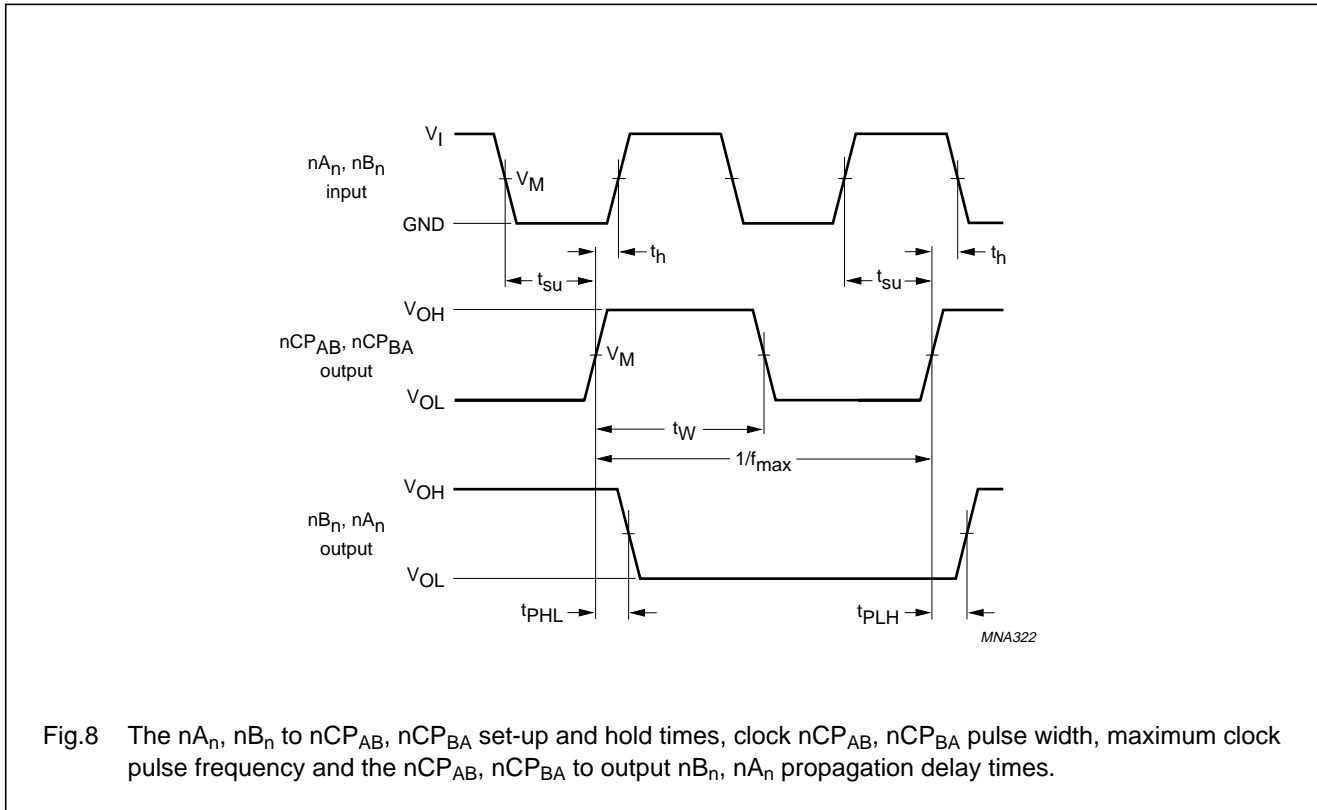 V_I
nA_n, nB_n
input
V_M
GND
t_h
t_h
t_su
t_su
V_OH
nCP_AB, nCP_BA
output
V_M
V_OL
t_W
1/f_max
V_OH
nB_n, nA_n
output
V_OL
t_PHL
t_PLH
MNA322
Fig.8 The nA_n, nB_n to nCP_AB, nCP_BA set-up and hold times, clock nCP_AB, nCP_BA pulse width, maximum clock
pulse frequency and the nCP_AB, nCP_BA to output nB_n, nA_n propagation delay times.